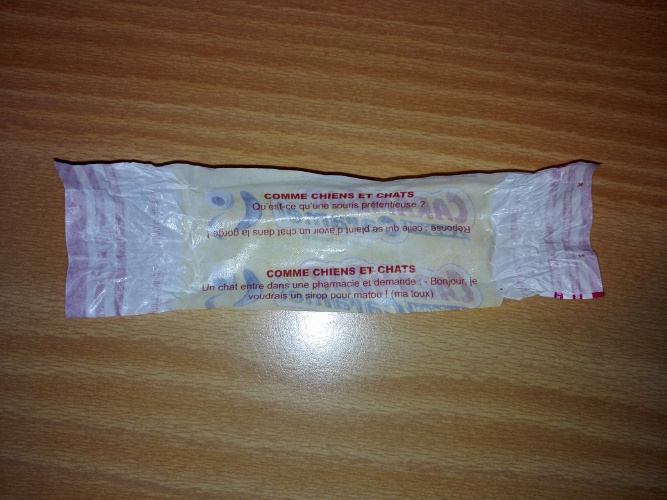 COMME CHIENS ET CHATS
Qu'est-ce qu'une souris prétentieuse ?
Réponse : celle qui se plaint d'avoir un chat dans la gorge !
COMME CHIENS ET CHATS
Un chat entre dans une pharmacie et demande : - Bonjour, je
voudrais un sirop pour matou ! (ma toux)